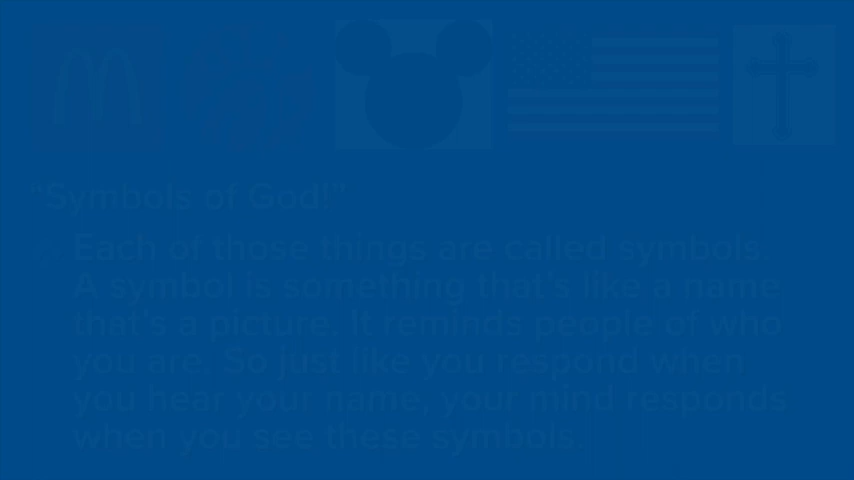 "Symbols of God!"
Each of those things are called symbols.
A symbol is something that's like a name
that's a picture. It reminds people of who
you are. So just like you respond when
you hear your name, your mind responds
when you see these symbols.